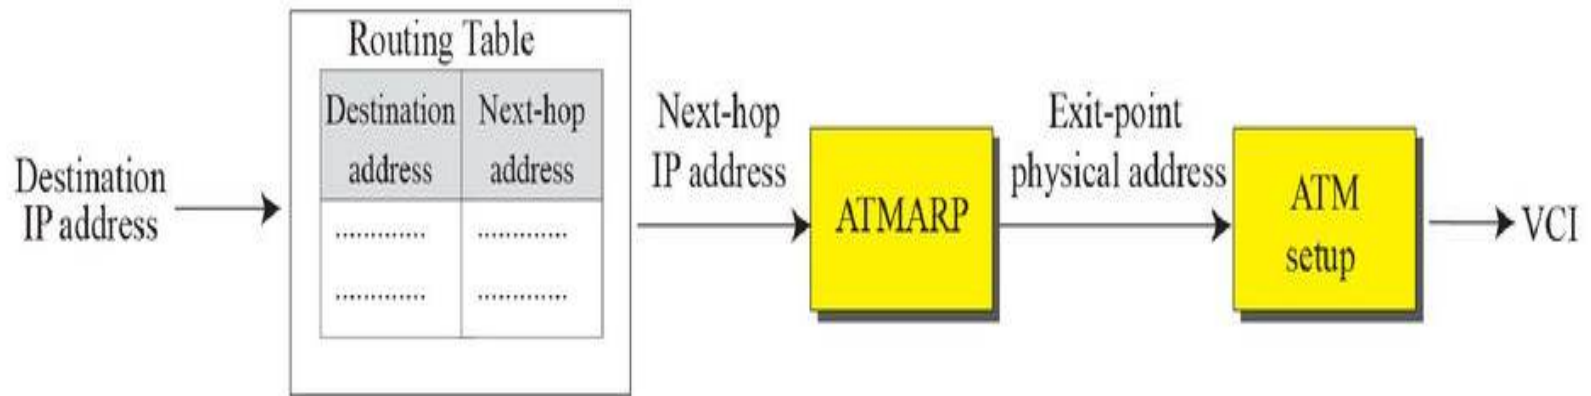 Destination
IP address
Routing Table
Destination
address
Next-hop
address
............. .............
............. .............
Next-hop
IP address
ATMARP
Exit-point
physical address
ATM
setup
VCI